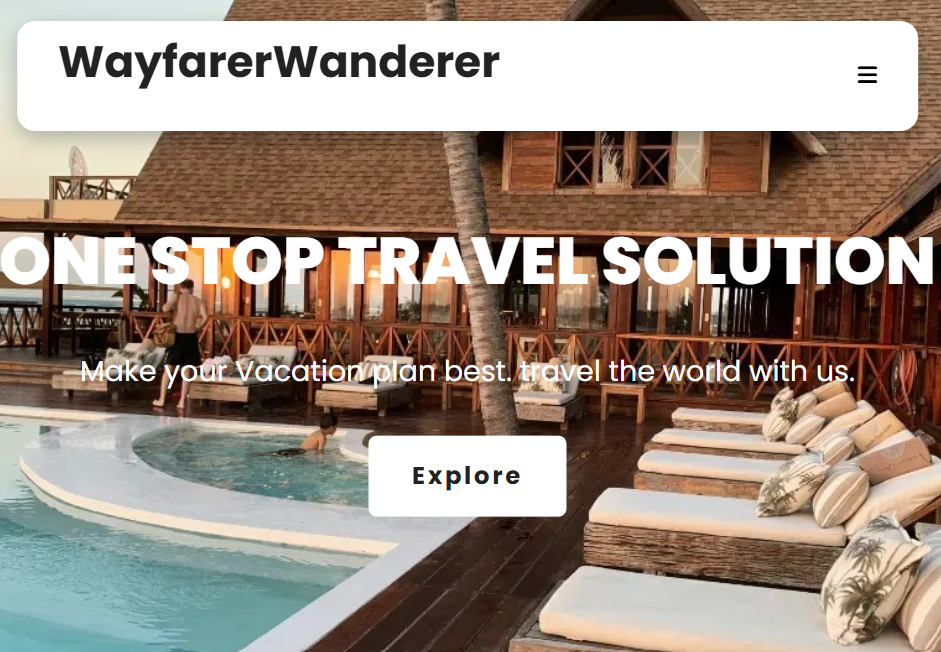 WayfarerWanderer
ONE STOP TRAVEL SOLUTION
Make your Vacation plan best. travel the world with us.
Explore